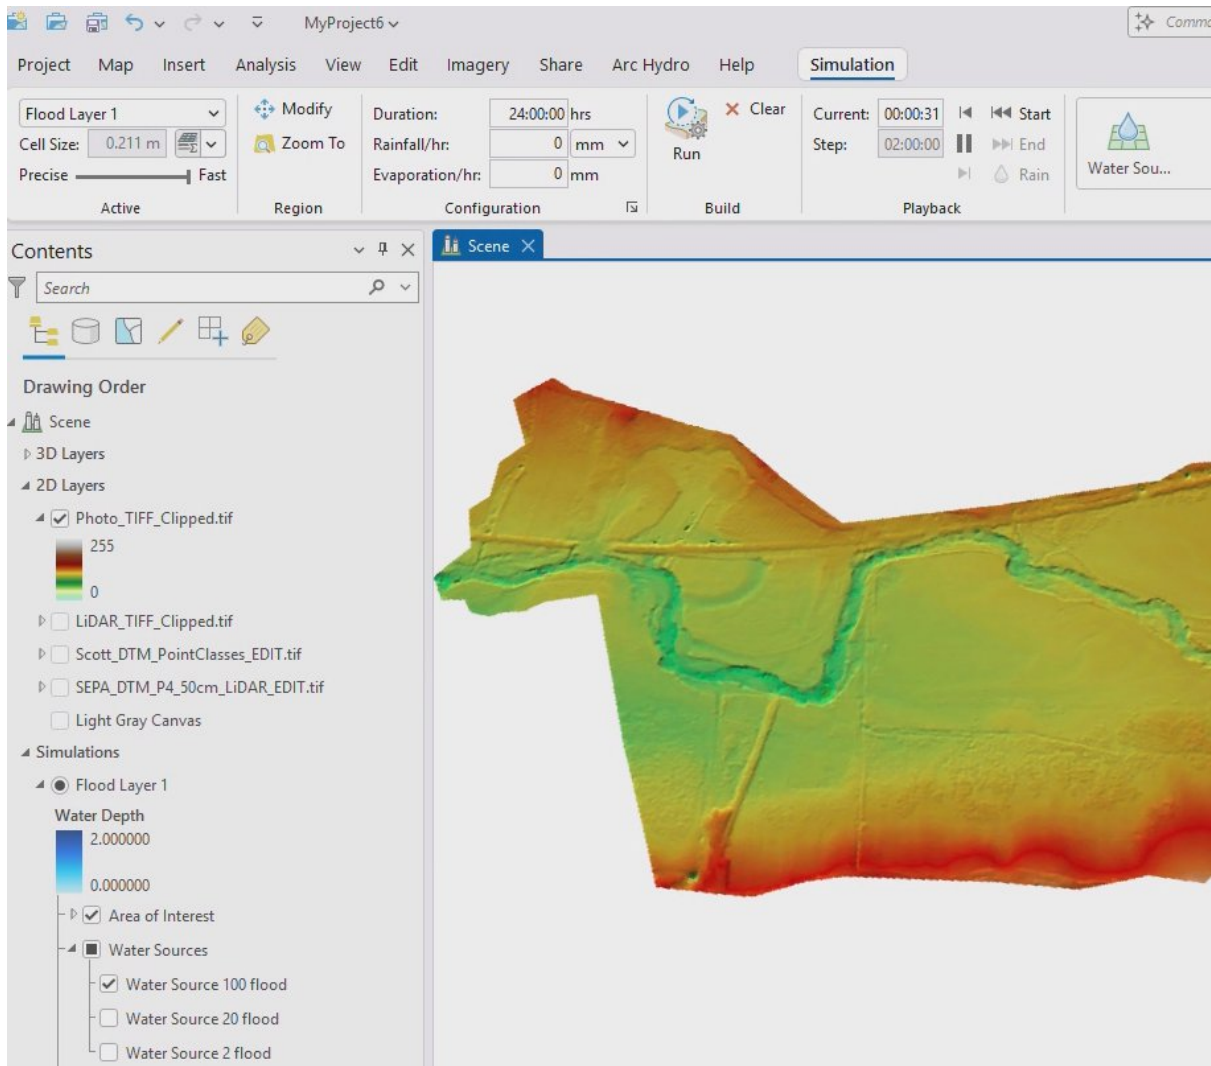 MyProject6
Comma
Project Map Insert Analysis View Edit Imagery Share Arc Hydro Help Simulation
Flood Layer 1
Cell Size: 0.211 m
Precise Fast
Active
Modify
Zoom To
Region
Duration: 24:00:00 hrs
Rainfall/hr: 0 mm
Evaporation/hr: 0 mm
Configuration
Run
Clear
Build
Current: 00:00:31 Start
Step: 02:00:00 End
Rain
Playback
Water Sou...
Contents
Search
Drawing Order
Scene
3D Layers
2D Layers
Photo_TIFF_Clipped.tif
255
0
LiDAR_TIFF_Clipped.tif
Scott_DTM_PointClasses_EDIT.tif
SEPA_DTM_P4_50cm_LiDAR_EDIT.tif
Light Gray Canvas
Simulations
Flood Layer 1
Water Depth
2.000000
0.000000
Area of Interest
Water Sources
Water Source 100 flood
Water Source 20 flood
Water Source 2 flood
Scene